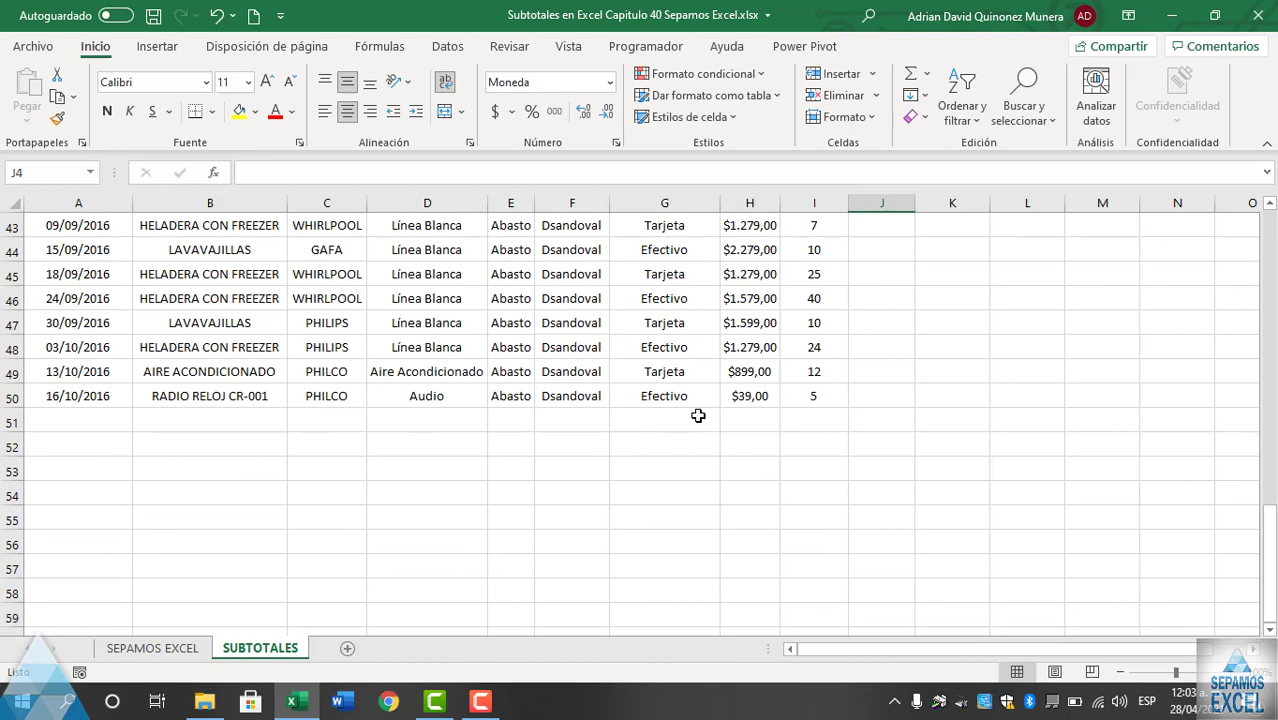 Autoguardado
Subtotales en Excel Capitulo 40 Sepamos Excel.xlsx
Adrian David Quinonez Munera AD
Archivo Inicio Insertar Disposición de página Fórmulas Datos Revisar Vista Programador Ayuda Power Pivot Compartir Comentarios
Calibri 11 Moneda Formato condicional Insertar
Pegar Dar formato como tabla Eliminar Ordenar y filtrar Buscar y seleccionar Analizar datos Confidencialidad
N K S $ % 000 Estilos de celda Formato
Portapapeles Fuente Alineación Número Estilos Celdas Edición Análisis Confidencialidad
J4 fx
A B C D E F G H I J K L M N O
43 09/09/2016 HELADERA CON FREEZER WHIRLPOOL Línea Blanca Abasto Dsandoval Tarjeta $1.279,00 7
44 15/09/2016 LAVAVAJILLAS GAFA Línea Blanca Abasto Dsandoval Efectivo $2.279,00 10
45 18/09/2016 HELADERA CON FREEZER WHIRLPOOL Línea Blanca Abasto Dsandoval Tarjeta $1.279,00 25
46 24/09/2016 HELADERA CON FREEZER WHIRLPOOL Línea Blanca Abasto Dsandoval Efectivo $1.579,00 40
47 30/09/2016 LAVAVAJILLAS PHILIPS Línea Blanca Abasto Dsandoval Tarjeta $1.599,00 10
48 03/10/2016 HELADERA CON FREEZER PHILIPS Línea Blanca Abasto Dsandoval Efectivo $1.279,00 24
49 13/10/2016 AIRE ACONDICIONADO PHILCO Aire Acondicionado Abasto Dsandoval Tarjeta $899,00 12
50 16/10/2016 RADIO RELOJ CR-001 PHILCO Audio Abasto Dsandoval Efectivo $39,00 5
51
52
53
54
55
56
57
58
59
SEPAMOS EXCEL SUBTOTALES
Listo
SEPAMOS
EXCEL
ESP
12:03 a.m.
28/04/